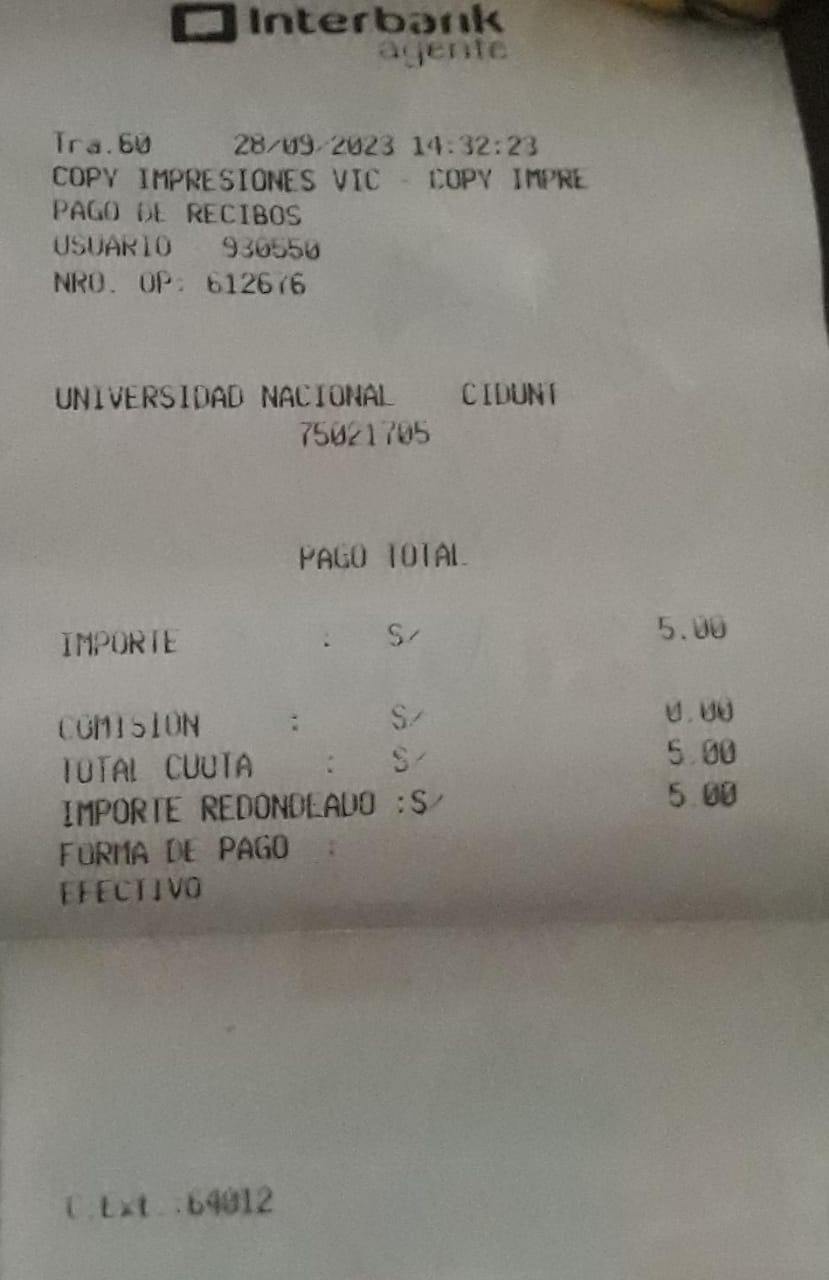 Interbank
agente
Tra.60 28/09/2023 14:32:23
COPY IMPRESIONES VIC - COPY IMPRE
PAGO DE RECIBOS
USUARIO 930550
NRO. OP: 612676
UNIVERSIDAD NACIONAL CIDUNT
75021705
PAGO TOTAL
IMPORTE : S/ 5.00
COMISION : S/ 0.00
TOTAL CUOTA : S/ 5.00
IMPORTE REDONDEADO :S/ 5.00
FORMA DE PAGO :
EFECTIVO
C.Ext.:64012